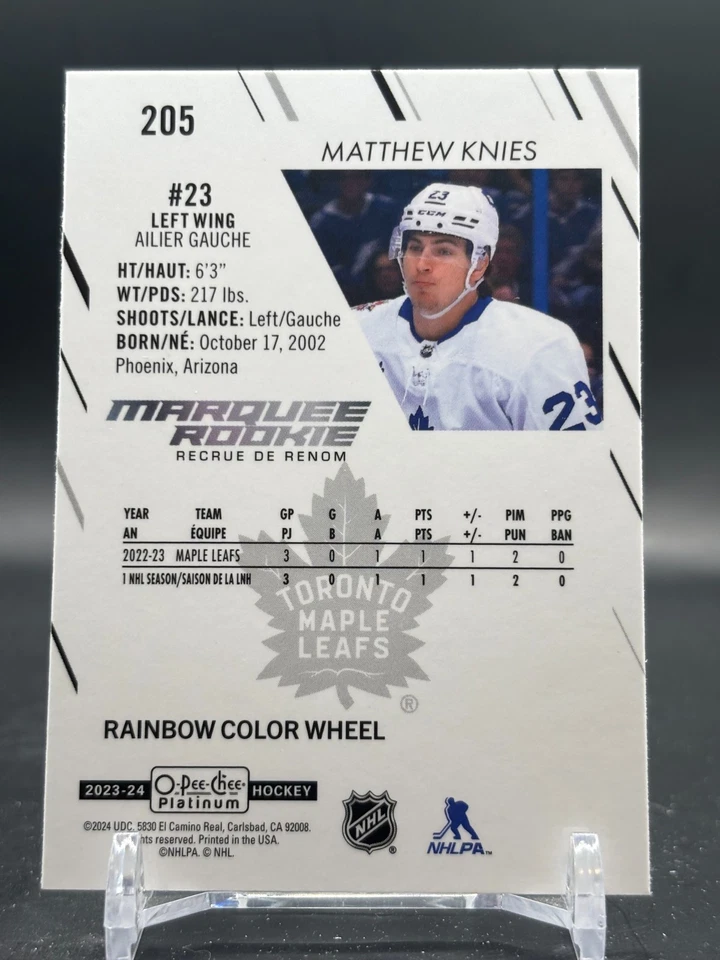 205
MATTHEW KNIES
#23
LEFT WING
AILIER GAUCHE
HT/HAUT: 6'3"
WT/PDS: 217 lbs.
SHOOTS/LANCE: Left/Gauche
BORN/NÉ: October 17, 2002
Phoenix, Arizona
23
CCM
23
MARQUEE
ROOKIE
RECRUE DE RENOM
YEAR TEAM GP G A PTS +/- PIM PPG
AN ÉQUIPE PJ B A PTS +/- PUN BAN
2022-23 MAPLE LEAFS 3 0 1 1 1 2 0
1 NHL SEASON/SAISON DE LA LNH 3 0 1 1 1 2 0
TORONTO
MAPLE
LEAFS
®
RAINBOW COLOR WHEEL
2023-24 O-Pee-Chee Platinum HOCKEY
©2024 UDC. 5830 El Camino Real, Carlsbad, CA 92008.
reserved. Printed in the USA.
©NHLPA. © NHL.
NHL ®
NHLPA™